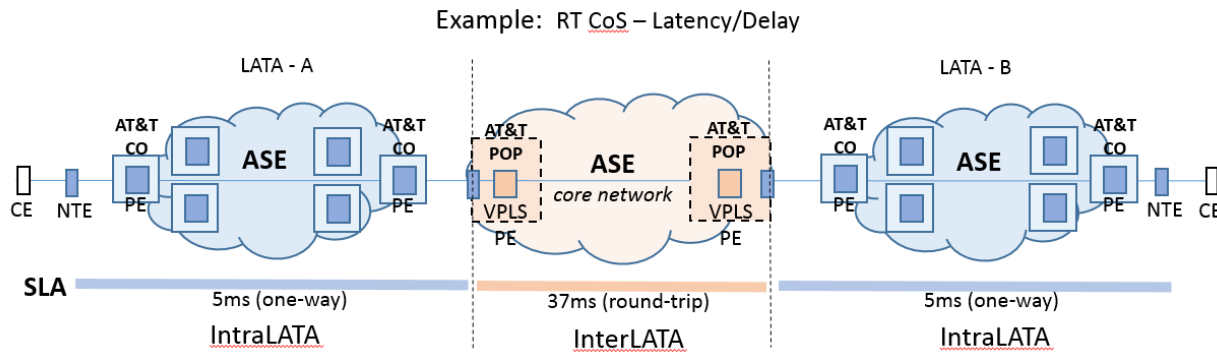 Example: RT CoS – Latency/Delay
LATA - A
LATA - B
AT&T
CO
PE
ASE
AT&T
CO
PE
AT&T
POP
VPLS
PE
ASE
core network
AT&T
POP
VPLS
PE
AT&T
CO
PE
ASE
AT&T
CO
PE
CE
NTE
NTE
CE
SLA
5ms (one-way)
37ms (round-trip)
5ms (one-way)
IntraLATA
InterLATA
IntraLATA